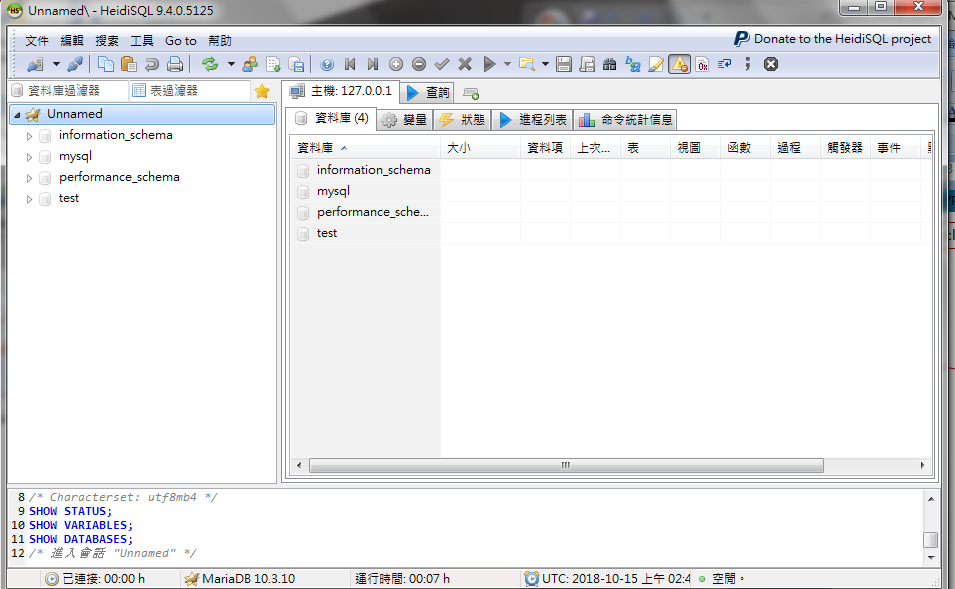 Unnamed\ - HeidiSQL 9.4.0.5125
文件 編輯 搜索 工具 Go to 幫助
Donate to the HeidiSQL project
資料庫過濾器 表過濾器
主機: 127.0.0.1 查詢
Unnamed
information_schema
mysql
performance_schema
test
資料庫 (4) 變量 狀態 進程列表 命令統計信息
資料庫 大小 資料項 上次... 表 視圖 函數 過程 觸發器 事件
information_schema
mysql
performance_sche...
test
8 /* Characterset: utf8mb4 */
9 SHOW STATUS;
10 SHOW VARIABLES;
11 SHOW DATABASES;
12 /* 進入會話 "Unnamed" */
已連接: 00:00 h MariaDB 10.3.10 運行時間: 00:07 h UTC: 2018-10-15 上午 02:4 空閒。